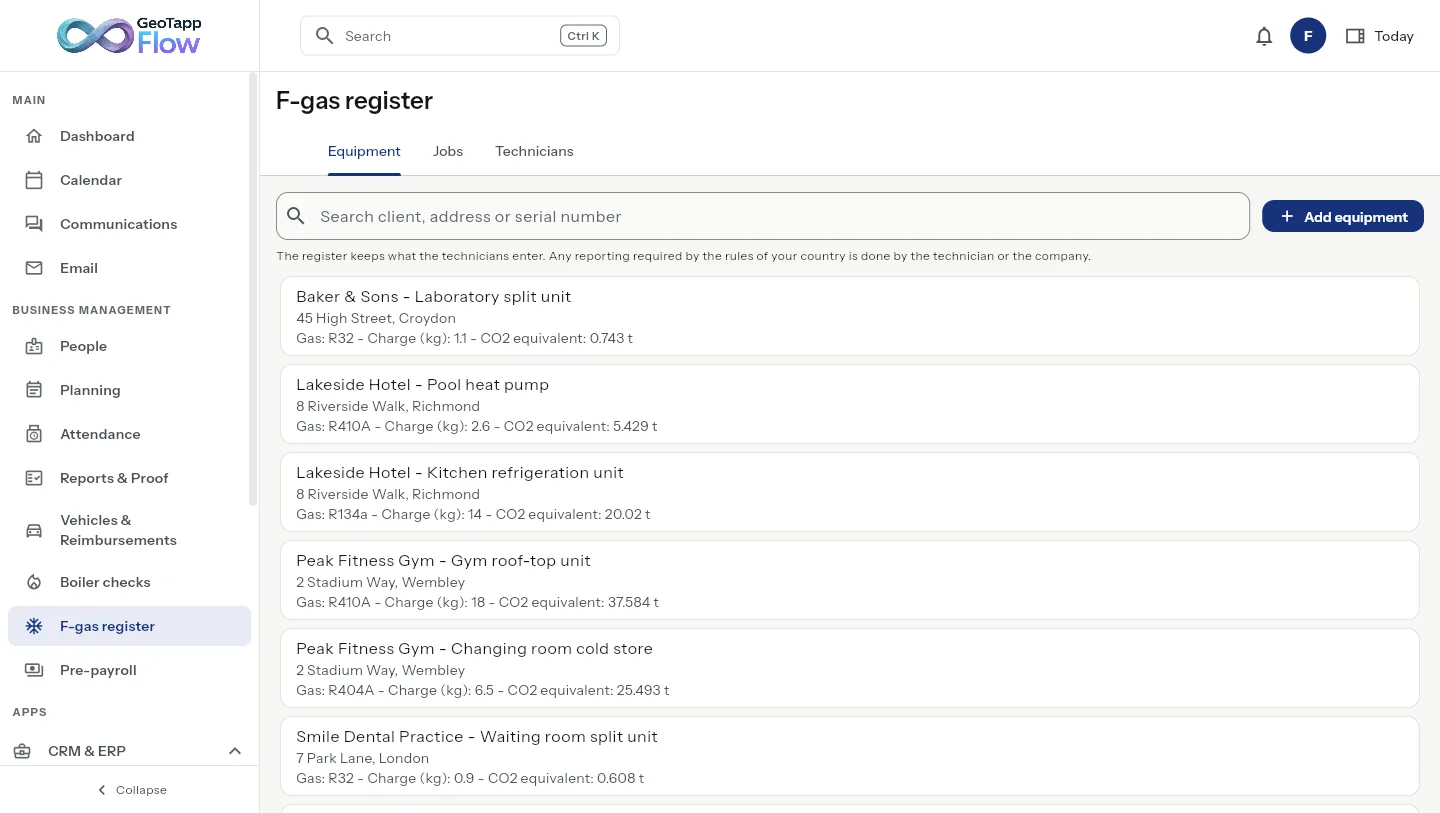 GeoTapp
Flow
Search
Ctrl K
F
Today
MAIN
Dashboard
Calendar
Communications
Email
BUSINESS MANAGEMENT
People
Planning
Attendance
Reports & Proof
Vehicles &
Reimbursements
Boiler checks
F-gas register
Pre-payroll
APPS
CRM & ERP
Collapse
F-gas register
Equipment
Jobs
Technicians
Search client, address or serial number
Add equipment
The register keeps what the technicians enter. Any reporting required by the rules of your country is done by the technician or the company.
Baker & Sons - Laboratory split unit
45 High Street, Croydon
Gas: R32 - Charge (kg): 1.1 - CO2 equivalent: 0.743 t
Lakeside Hotel - Pool heat pump
8 Riverside Walk, Richmond
Gas: R410A - Charge (kg): 2.6 - CO2 equivalent: 5.429 t
Lakeside Hotel - Kitchen refrigeration unit
8 Riverside Walk, Richmond
Gas: R134a - Charge (kg): 14 - CO2 equivalent: 20.02 t
Peak Fitness Gym - Gym roof-top unit
2 Stadium Way, Wembley
Gas: R410A - Charge (kg): 18 - CO2 equivalent: 37.584 t
Peak Fitness Gym - Changing room cold store
2 Stadium Way, Wembley
Gas: R404A - Charge (kg): 6.5 - CO2 equivalent: 25.493 t
Smile Dental Practice - Waiting room split unit
7 Park Lane, London
Gas: R32 - Charge (kg): 0.9 - CO2 equivalent: 0.608 t